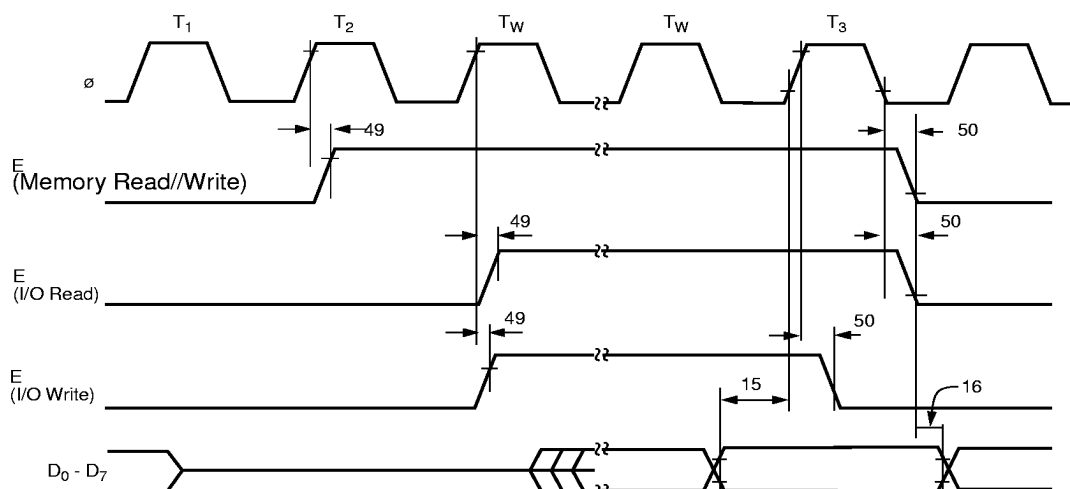 T1 T2 TW TW T3
ø
49 50
E
(Memory Read//Write)
49 50
E
(I/O Read)
49 50
E
(I/O Write)
15 16
D0 - D7